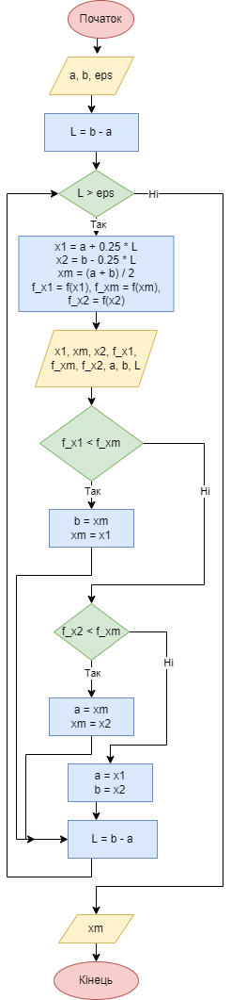 Початок
a, b, eps
L = b - a
L > eps
Ні
Так
x1 = a + 0.25 * L
x2 = b - 0.25 * L
xm = (a + b) / 2
f_x1 = f(x1), f_xm = f(xm),
f_x2 = f(x2)
x1, xm, x2, f_x1,
f_xm, f_x2, a, b, L
f_x1 < f_xm
Так
Ні
b = xm
xm = x1
f_x2 < f_xm
Так
Ні
a = xm
xm = x2
a = x1
b = x2
L = b - a
xm
Кінець